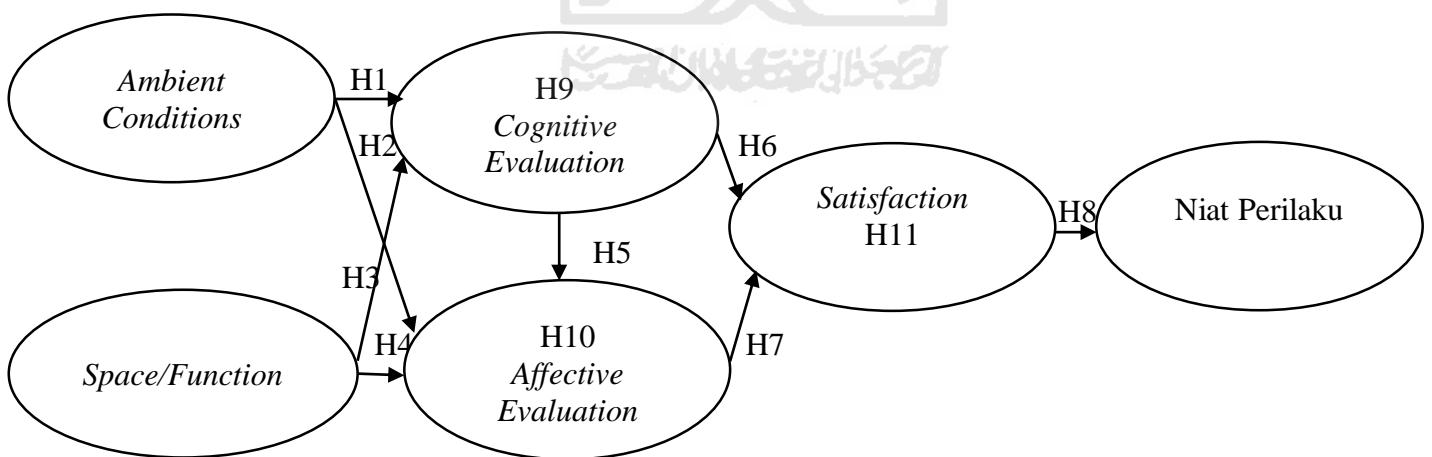 Ambient
Conditions
H1
H9
Cognitive
Evaluation
H2
H6
Satisfaction
H11
H8
Niat Perilaku
H5
H3
H4
Space/Function
H10
Affective
Evaluation
H7